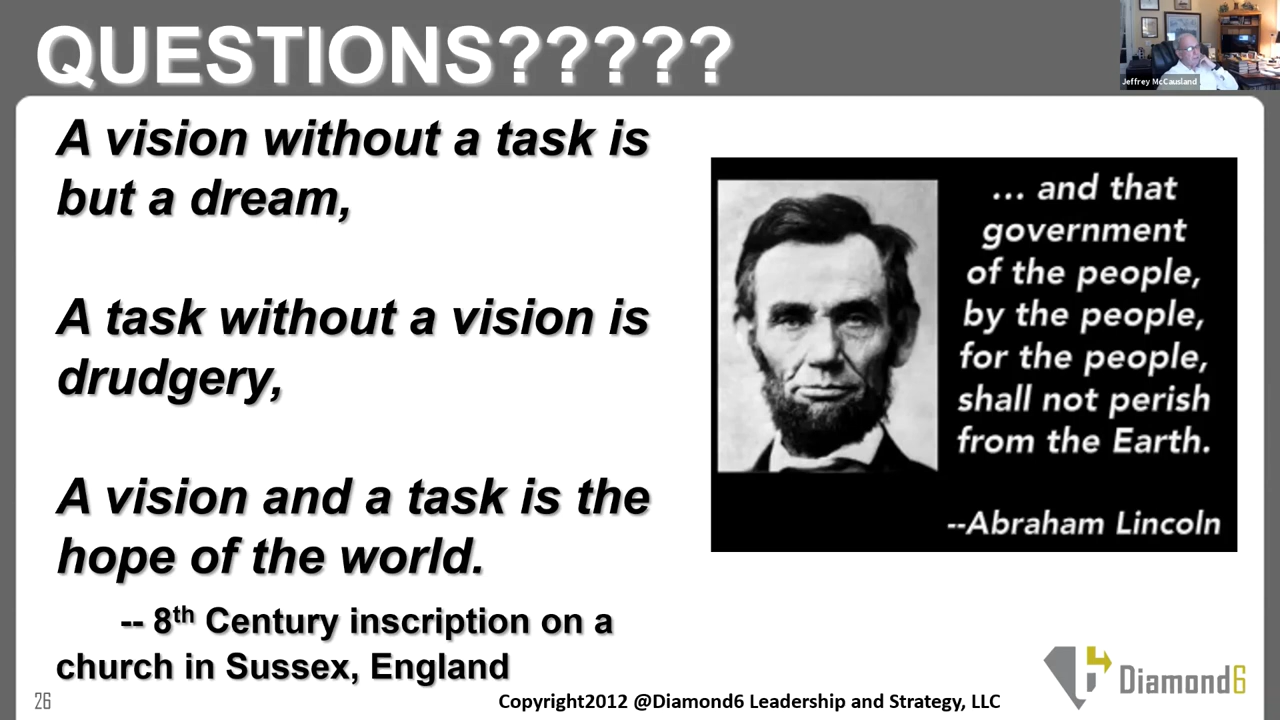 QUESTIONS?????
Jeffrey McCausland
A vision without a task is
but a dream,
A task without a vision is
drudgery,
A vision and a task is the
hope of the world.
-- 8th Century inscription on a
church in Sussex, England
... and that
government
of the people,
by the people,
for the people,
shall not perish
from the Earth.
--Abraham Lincoln
Diamond6
26
Copyright2012 @Diamond6 Leadership and Strategy, LLC